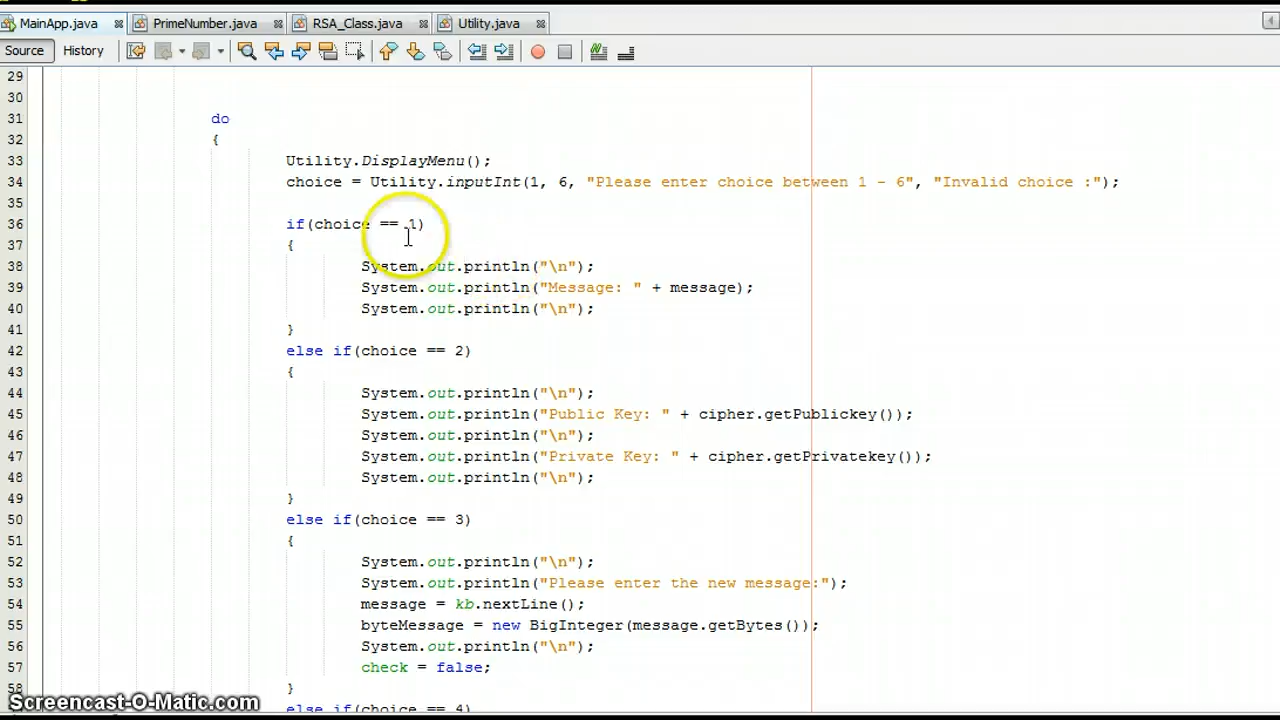 MainApp.java PrimeNumber.java RSA_Class.java Utility.java
Source History
29
30
31 do
32 {
33 Utility.DisplayMenu();
34 choice = Utility.inputInt(1, 6, "Please enter choice between 1 - 6", "Invalid choice :");
35
36 if(choice == 1)
37 {
38 System.out.println("\n");
39 System.out.println("Message: " + message);
40 System.out.println("\n");
41 }
42 else if(choice == 2)
43 {
44 System.out.println("\n");
45 System.out.println("Public Key: " + cipher.getPublickey());
46 System.out.println("\n");
47 System.out.println("Private Key: " + cipher.getPrivatekey());
48 System.out.println("\n");
49 }
50 else if(choice == 3)
51 {
52 System.out.println("\n");
53 System.out.println("Please enter the new message:");
54 message = kb.nextLine();
55 byteMessage = new BigInteger(message.getBytes());
56 System.out.println("\n");
57 check = false;
58 }
else if(choice == 4)
Screencast-O-Matic.com